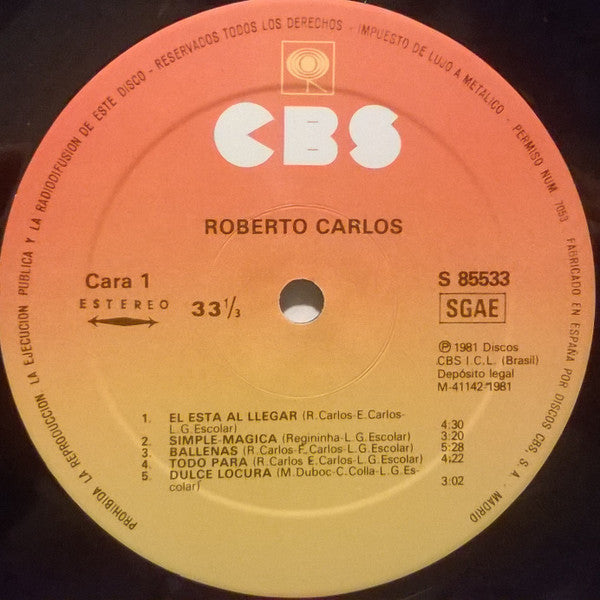 PROHIBIDA LA REPRODUCCION LA EJECUCION PUBLICA Y LA RADIODIFUSION DE ESTE DISCO - RESERVADOS TODOS LOS DERECHOS - IMPUESTO DE LUJO A METALICO - PERMISO NUM. 7053 FABRICADO EN ESPAÑA POR DISCOS CBS, S. A. - MADRID
CBS
ROBERTO CARLOS
Cara 1
S 85533
ESTEREO
33 1/3
SGAE
℗ 1981 Discos
CBS I.C.L. (Brasil)
Depósito legal
M-41142-1981
1. EL ESTA AL LLEGAR (R.Carlos-E.Carlos-
L.G.Escolar) 4:30
2. SIMPLE MAGICA (Regininha-L.G.Escolar) 3:20
3. BALLENAS (R.Carlos-E.Carlos-L.G.Escolar) 5:28
4. TODO PARA (R.Carlos E.Carlos-L.G.Escolar) 4:22
5. DULCE LOCURA (M.Duboc-C.Colla-L.G.Es-
colar) 3:02